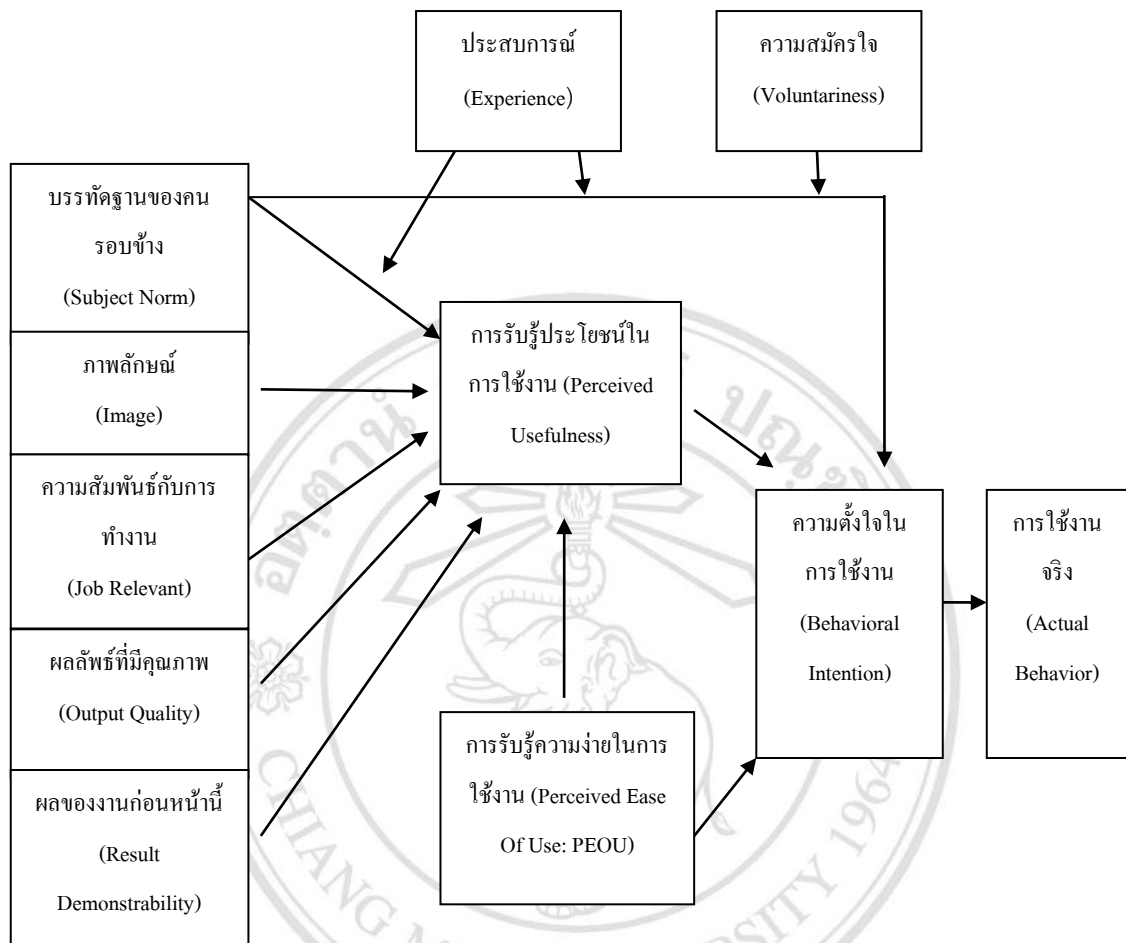 ประสบการณ์
(Experience)
ความสมัครใจ
(Voluntariness)
บรรทัดฐานของคน
รอบข้าง
(Subject Norm)
ภาพลักษณ์
(Image)
ความสัมพันธ์กับการ
ทำงาน
(Job Relevant)
ผลลัพธ์ที่มีคุณภาพ
(Output Quality)
ผลของงานก่อนหน้านี้
(Result
Demonstrability)
การรับรู้ประโยชน์ใน
การใช้งาน (Perceived
Usefulness)
การรับรู้ความง่ายในการ
ใช้งาน (Perceived Ease
Of Use: PEOU)
ความตั้งใจใน
การใช้งาน
(Behavioral
Intention)
การใช้งาน
จริง
(Actual
Behavior)
CHIANG UNIVERSITY 1964